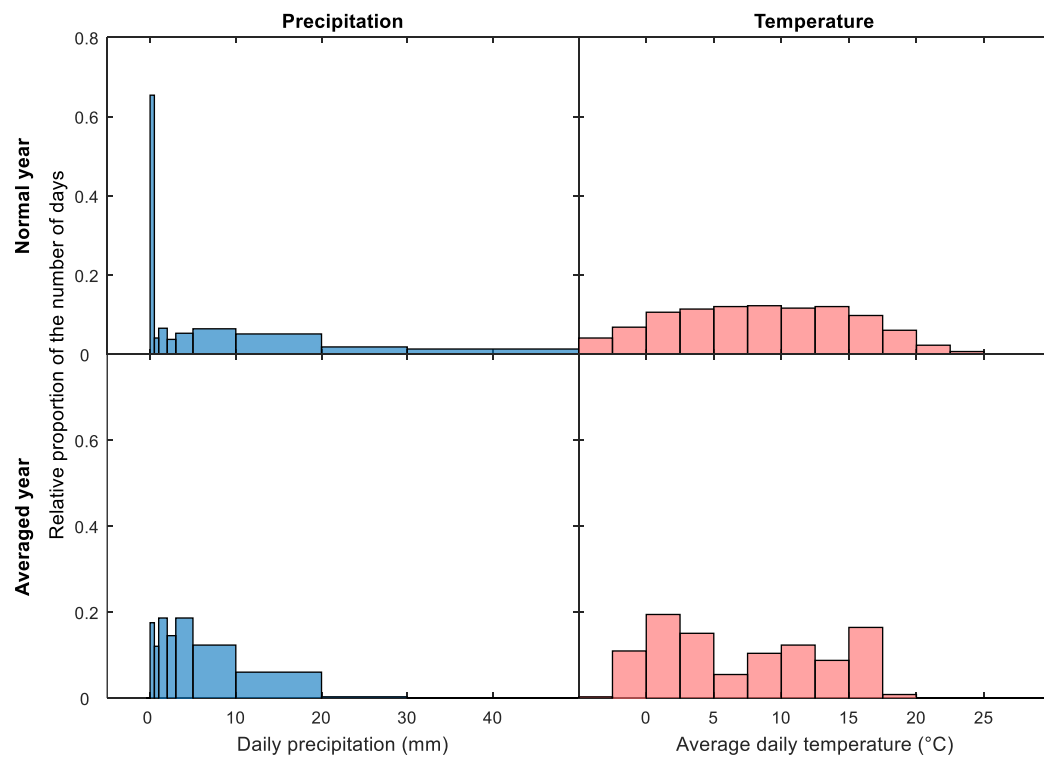 Precipitation
Temperature
Normal year
Averaged year
Relative proportion of the number of days
0.8
0.6
0.4
0.2
0
0.6
0.4
0.2
0
0 10 20 30 40
0 5 10 15 20 25
Daily precipitation (mm)
Average daily temperature (°C)